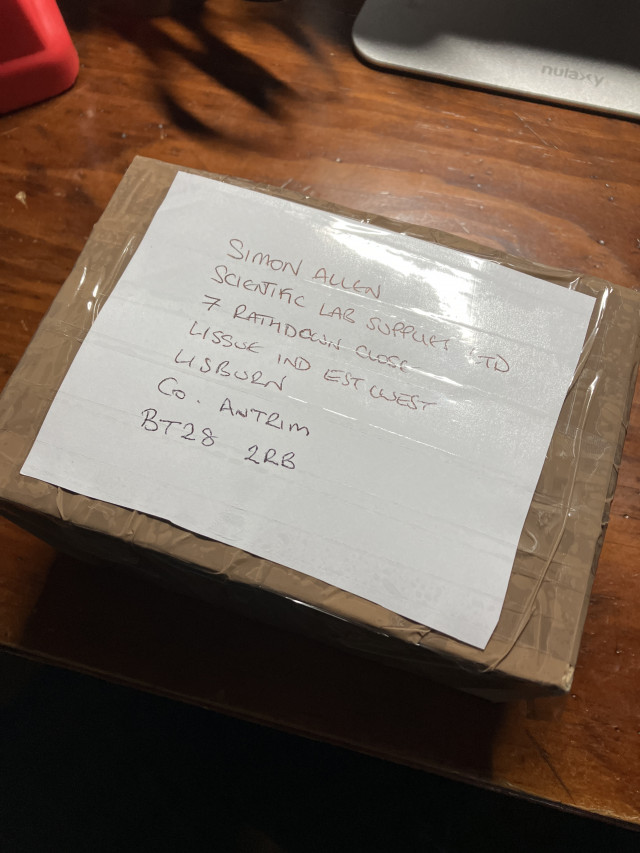 nulaxy
SIMON ALLEN
SCIENTIFIC LAB SUPPLIES LTD
7 RATHDOWN CLOSE
LISSUE IND EST WEST
LISBURN
Co. ANTRIM
BT28 2RB